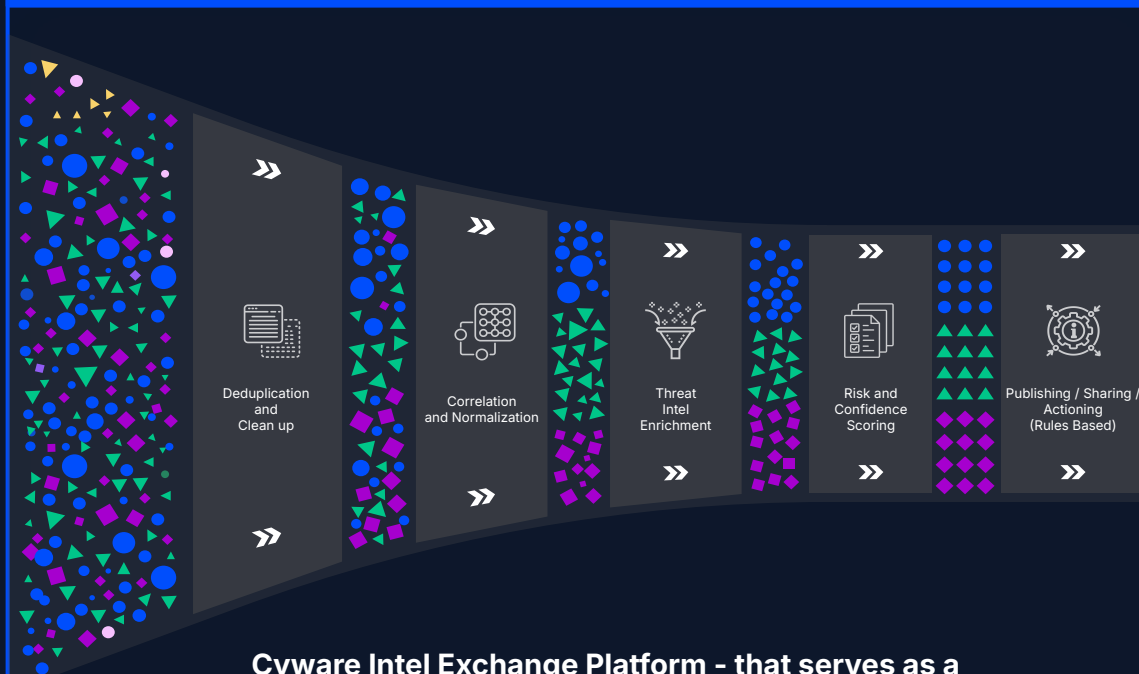 Deduplication
and
Clean up
Correlation
and Normalization
Threat
Intel
Enrichment
Risk and
Confidence
Scoring
Publishing / Sharing /
Actioning
(Rules Based)
Cyware Intel Exchange Platform - that serves as a